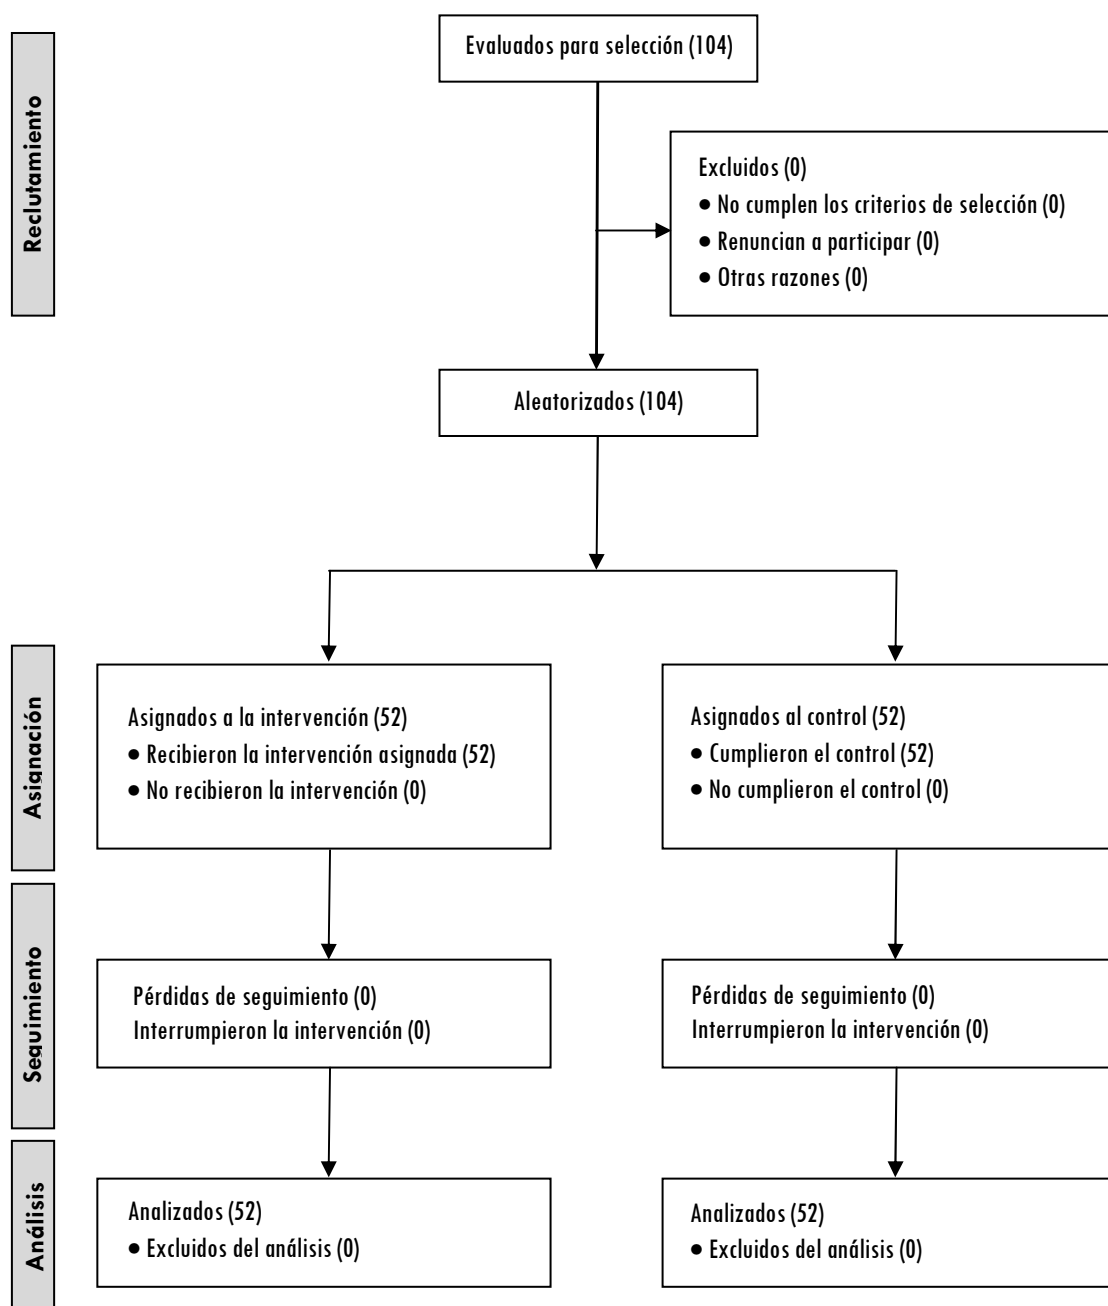 Reclutamiento
Evaluados para selección (104)
Excluidos (0)
● No cumplen los criterios de selección (0)
● Renuncian a participar (0)
● Otras razones (0)
Aleatorizados (104)
Asianación
Asignados a la intervención (52)
● Recibieron la intervención asignada (52)
● No recibieron la intervención (0)
Asignados al control (52)
● Cumplieron el control (52)
● No cumplieron el control (0)
Seguimiento
Pérdidas de seguimiento (0)
Interrumpieron la intervención (0)
Pérdidas de seguimiento (0)
Interrumpieron la intervención (0)
Análisis
Analizados (52)
● Excluidos del análisis (0)
Analizados (52)
● Excluidos del análisis (0)